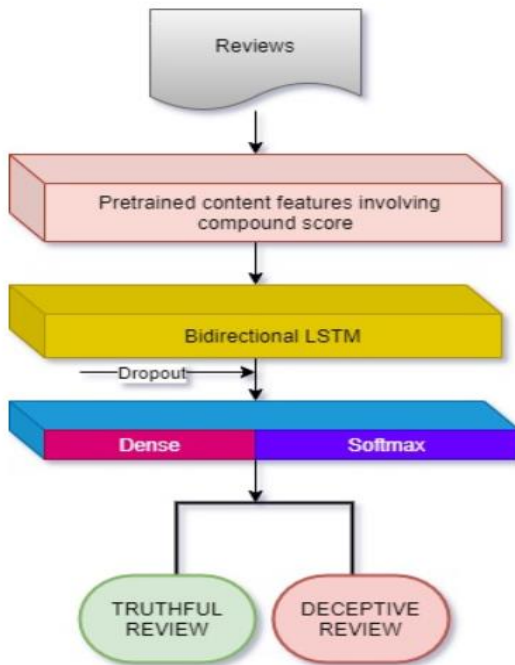 Reviews
Pretrained content features involving
compound score
Bidirectional LSTM
Dropout
Dense
Softmax
TRUTHFUL
REVIEW
DECEPTIVE
REVIEW